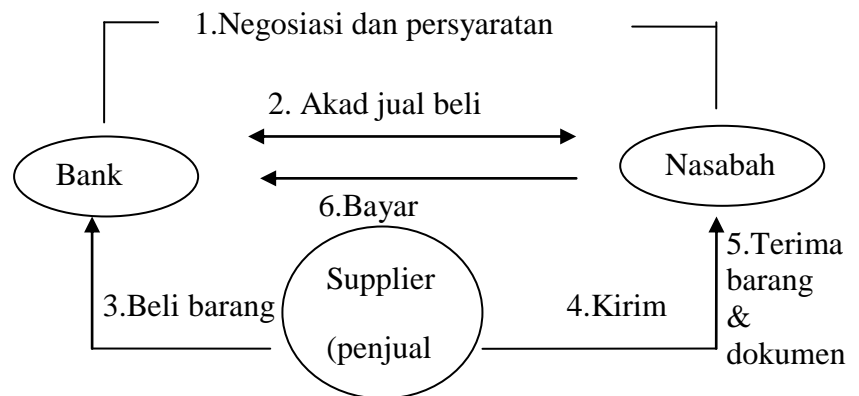 1.Negosiasi dan persyaratan
2. Akad jual beli
Bank
Nasabah
6.Bayar
Supplier
(penjual
3.Beli barang
4.Kirim
5.Terima
barang
&
dokumen